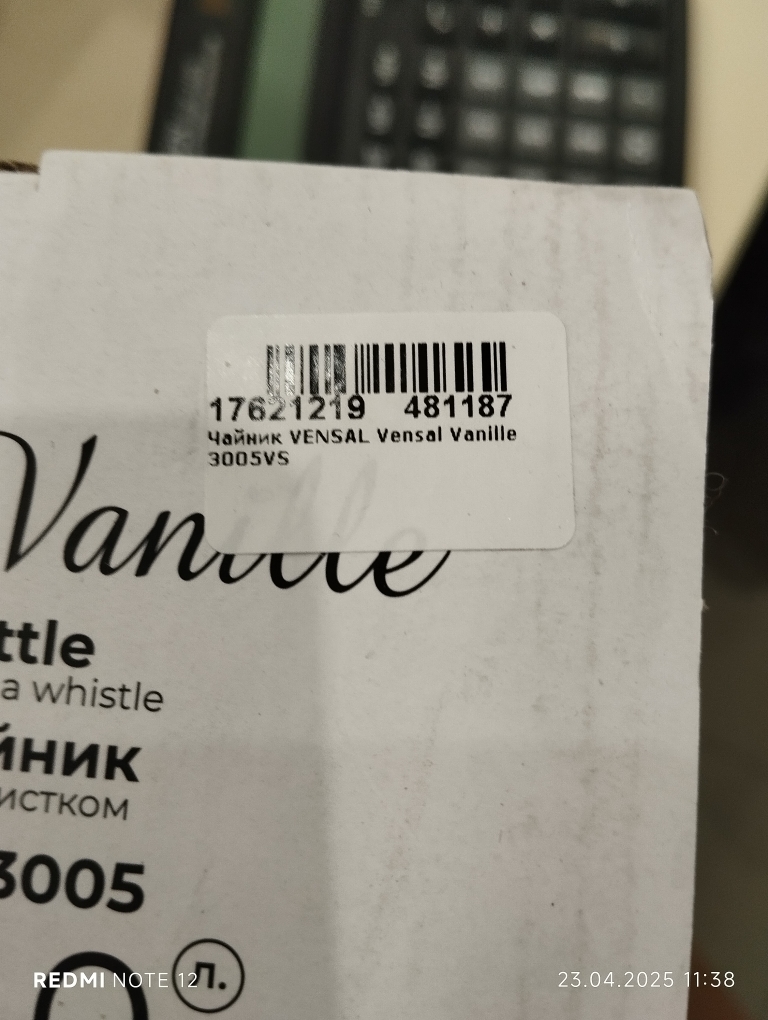 17621219 481187
Чайник VENSAL Vensal Vanille
3005VS
Vanille
ttle
a whistle
йник
истком
3005
л.
REDMI NOTE 12
23.04.2025 11:38